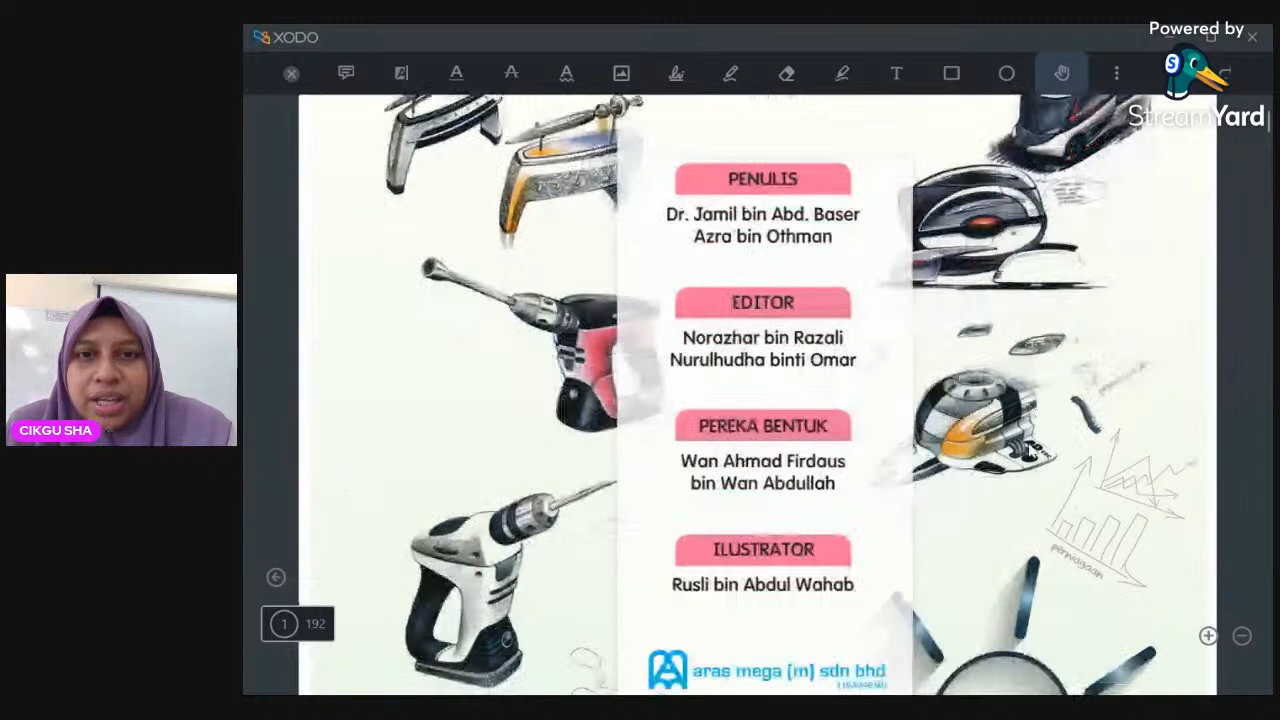 XODO
Powered by
StreamYard
PENULIS
Dr. Jamil bin Abd. Baser
Azra bin Othman
EDITOR
Norazhar bin Razali
Nurulhudha binti Omar
PEREKA BENTUK
Wan Ahmad Firdaus
bin Wan Abdullah
ILUSTRATOR
Rusli bin Abdul Wahab
aras mega (m) sdn bhd
perniagaan
CIKGU SHA
1 192